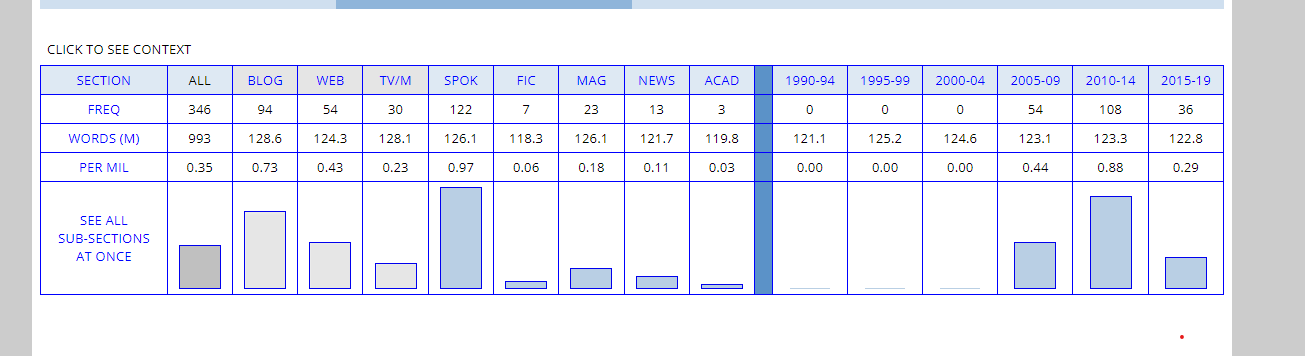 CLICK TO SEE CONTEXT
SECTION ALL BLOG WEB TV/M SPOK FIC MAG NEWS ACAD 1990-94 1995-99 2000-04 2005-09 2010-14 2015-19
FREQ 346 94 54 30 122 7 23 13 3 0 0 0 54 108 36
WORDS (M) 993 128.6 124.3 128.1 126.1 118.3 126.1 121.7 119.8 121.1 125.2 124.6 123.1 123.3 122.8
PER MIL 0.35 0.73 0.43 0.23 0.97 0.06 0.18 0.11 0.03 0.00 0.00 0.00 0.44 0.88 0.29
SEE ALL
SUB-SECTIONS
AT ONCE